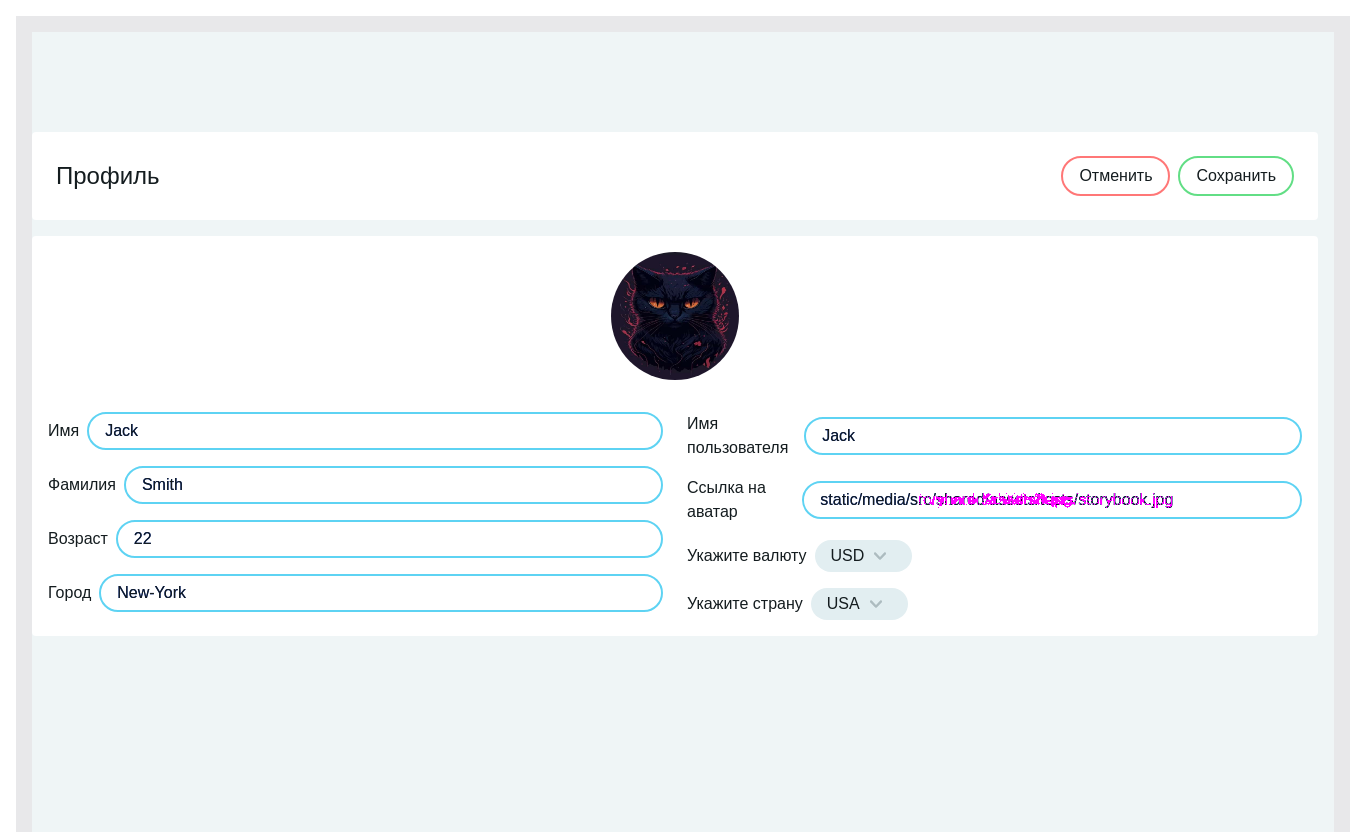 Профиль
Отменить
Сохранить
Имя
Jack
Фамилия
Smith
Возраст
22
Город
New-York
Имя
пользователя
Jack
Ссылка на
аватар
static/media/src/shared/assets/tests/storybook.jpg
Укажите валюту
USD
Укажите страну
USA